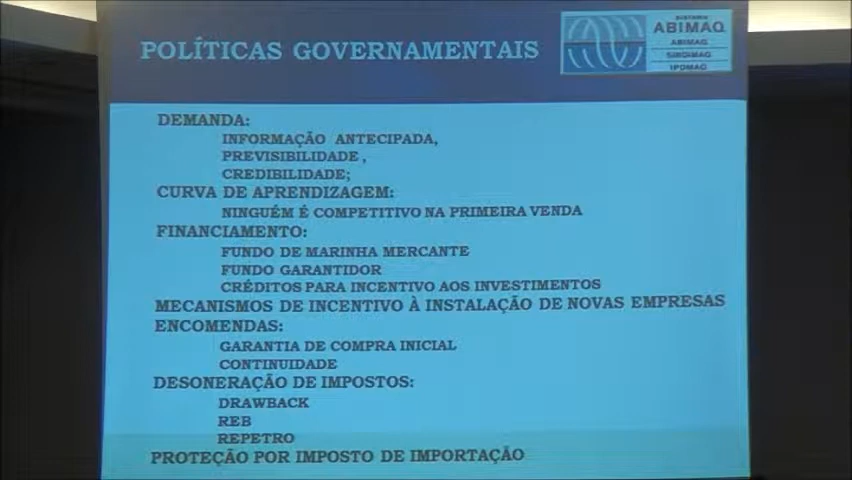 POLÍTICAS GOVERNAMENTAIS
SISTEMA
ABIMAQ
ABIMAQ
SINDIMAQ
IPDMAQ
DEMANDA:
INFORMAÇÃO ANTECIPADA,
PREVISIBILIDADE ,
CREDIBILIDADE;
CURVA DE APRENDIZAGEM:
NINGUÉM É COMPETITIVO NA PRIMEIRA VENDA
FINANCIAMENTO:
FUNDO DE MARINHA MERCANTE
FUNDO GARANTIDOR
CRÉDITOS PARA INCENTIVO AOS INVESTIMENTOS
MECANISMOS DE INCENTIVO À INSTALAÇÃO DE NOVAS EMPRESAS
ENCOMENDAS:
GARANTIA DE COMPRA INICIAL
CONTINUIDADE
DESONERAÇÃO DE IMPOSTOS:
DRAWBACK
REB
REPETRO
PROTEÇÃO POR IMPOSTO DE IMPORTAÇÃO